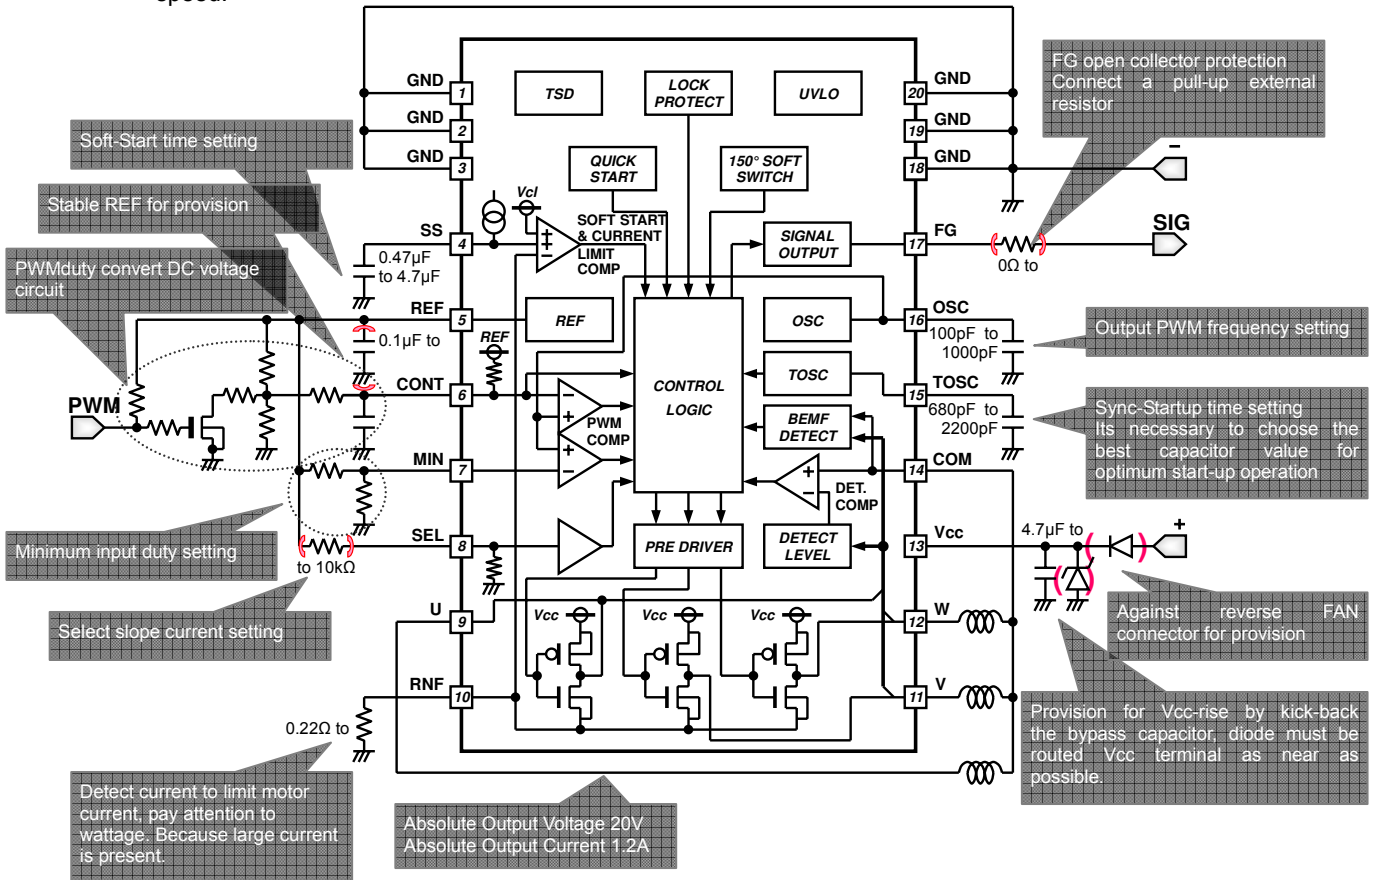 speed.
GND
1
GND
2
GND
3
SS
4
REF
5
CONT
6
MIN
7
SEL
8
U
9
RNF
10
TSD
LOCK
PROTECT
UVLO
QUICK
START
150° SOFT
SWITCH
Vcl
SOFT START
& CURRENT
LIMIT
COMP
SIGNAL
OUTPUT
REF
OSC
REF
TOSC
CONTROL
LOGIC
PWM
COMP
BEMF
DETECT
DET.
COMP
PRE DRIVER
DETECT
LEVEL
Vcc
Vcc
Vcc
GND
20
GND
19
GND
18
FG
17
OSC
16
TOSC
15
COM
14
Vcc
13
W
12
V
11
−
SIG
0Ω to
100pF to
1000pF
680pF to
2200pF
4.7µF to
+
0.47µF
to 4.7µF
0.1µF to
PWM
to 10kΩ
0.22Ω to
Soft-Start time setting
Stable REF for provision
PWMduty convert DC voltage
circuit
Minimum input duty setting
Select slope current setting
Detect current to limit motor
current, pay attention to
wattage. Because large current
is present.
Absolute Output Voltage 20V
Absolute Output Current 1.2A
FG open collector protection
Connect a pull-up external
resistor
Output PWM frequency setting
Sync-Startup time setting
Its necessary to choose the
best capacitor value for
optimum start-up operation
Against reverse FAN
connector for provision
Provision for Vcc-rise by kick-back
the bypass capacitor, diode must be
routed Vcc terminal as near as
possible.